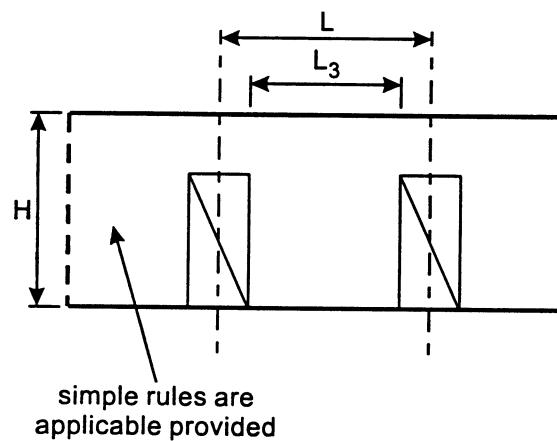 L
L3
H
simple rules are
applicable provided